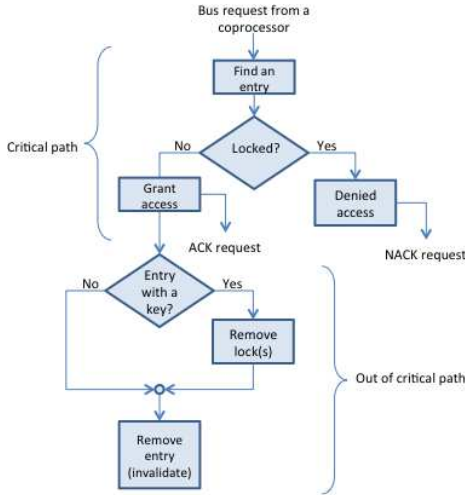 Bus request from a
coprocessor
Find an
entry
Locked?
No
Yes
Critical path
Grant
access
Denied
access
ACK request
NACK request
Entry
with a
key?
No
Yes
Remove
lock(s)
Out of critical path
Remove
entry
(invalidate)